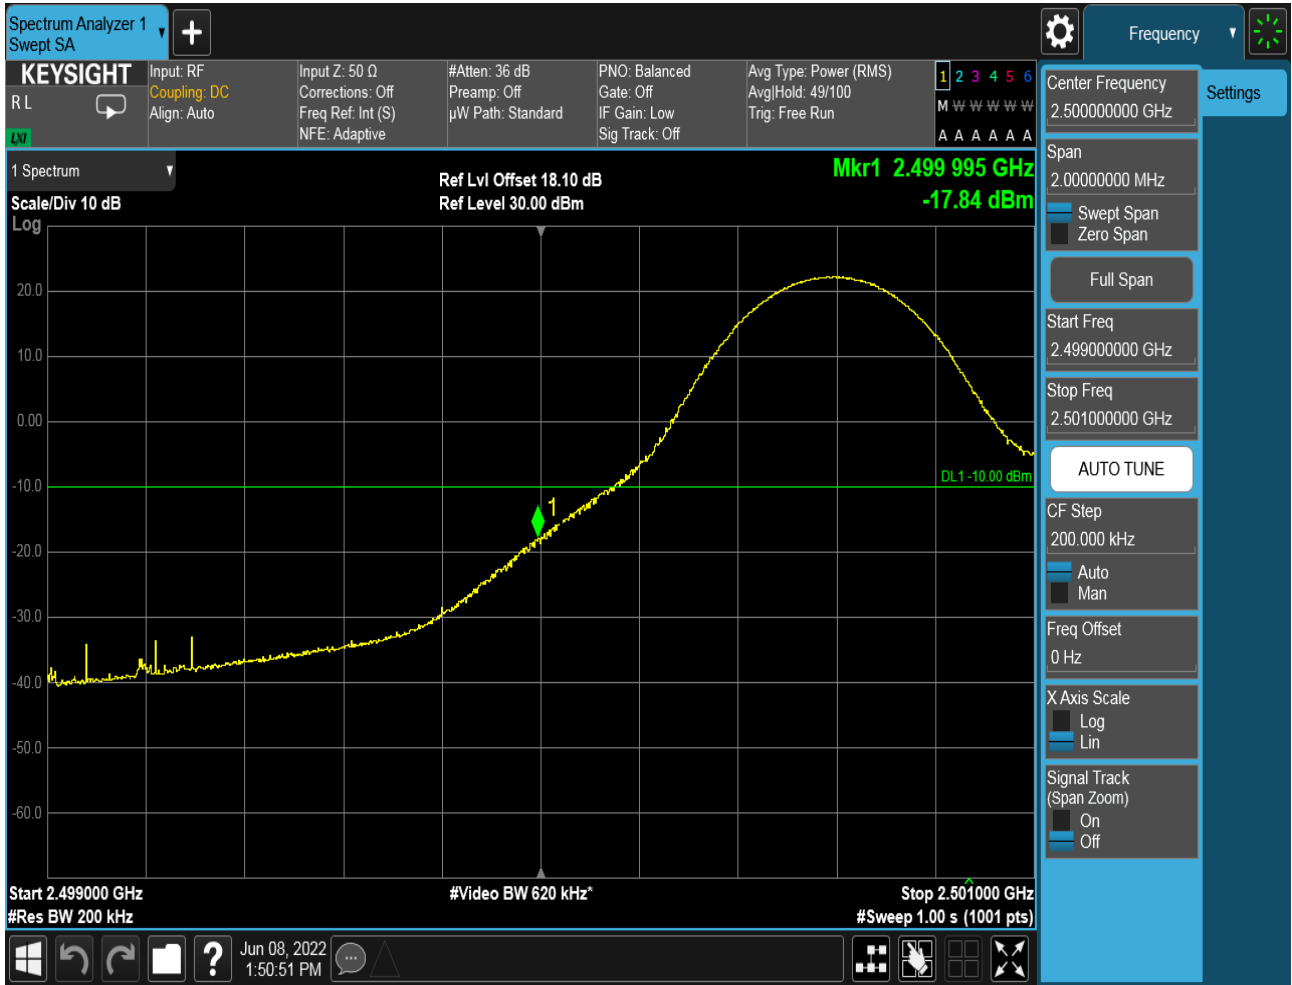 Spectrum Analyzer 1
Swept SA
Frequency
KEYSIGHT
R L
LXI
Input: RF
Coupling: DC
Align: Auto
Input Z: 50 Ω
Corrections: Off
Freq Ref: Int (S)
NFE: Adaptive
#Atten: 36 dB
Preamp: Off
µW Path: Standard
PNO: Balanced
Gate: Off
IF Gain: Low
Sig Track: Off
Avg Type: Power (RMS)
Avg|Hold: 49/100
Trig: Free Run
1 2 3 4 5 6
M W W W W W
A A A A A A
1 Spectrum
Scale/Div 10 dB
Log
Ref Lvl Offset 18.10 dB
Ref Level 30.00 dBm
Mkr1 2.499 995 GHz
-17.84 dBm
20.0
10.0
0.00
-10.0
-20.0
-30.0
-40.0
-50.0
-60.0
DL1 -10.00 dBm
1
Start 2.499000 GHz
#Res BW 200 kHz
#Video BW 620 kHz*
Stop 2.501000 GHz
#Sweep 1.00 s (1001 pts)
Center Frequency
2.500000000 GHz
Settings
Span
2.00000000 MHz
Swept Span
Zero Span
Full Span
Start Freq
2.499000000 GHz
Stop Freq
2.501000000 GHz
AUTO TUNE
CF Step
200.000 kHz
Auto
Man
Freq Offset
0 Hz
X Axis Scale
Log
Lin
Signal Track
(Span Zoom)
On
Off
?
Jun 08, 2022
1:50:51 PM